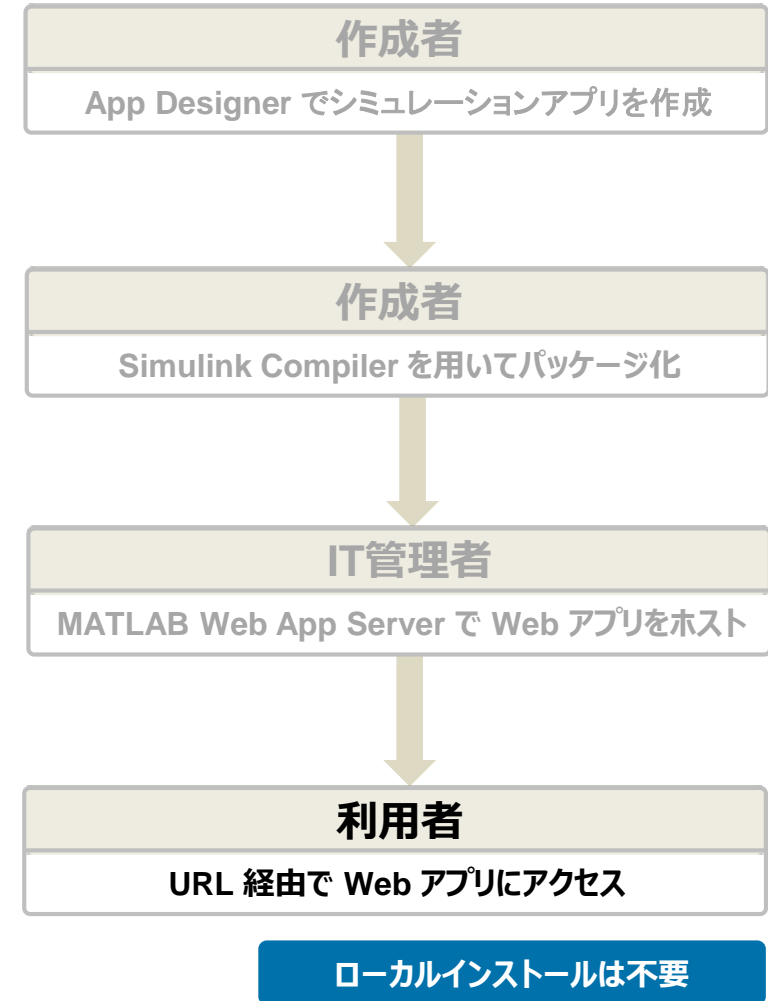 作成者
App Designer でシミュレーションアプリを作成
作成者
Simulink Compiler を用いてパッケージ化
IT管理者
MATLAB Web App Server で Web アプリをホスト
利用者
URL 経由で Web アプリにアクセス
ローカルインストールは不要